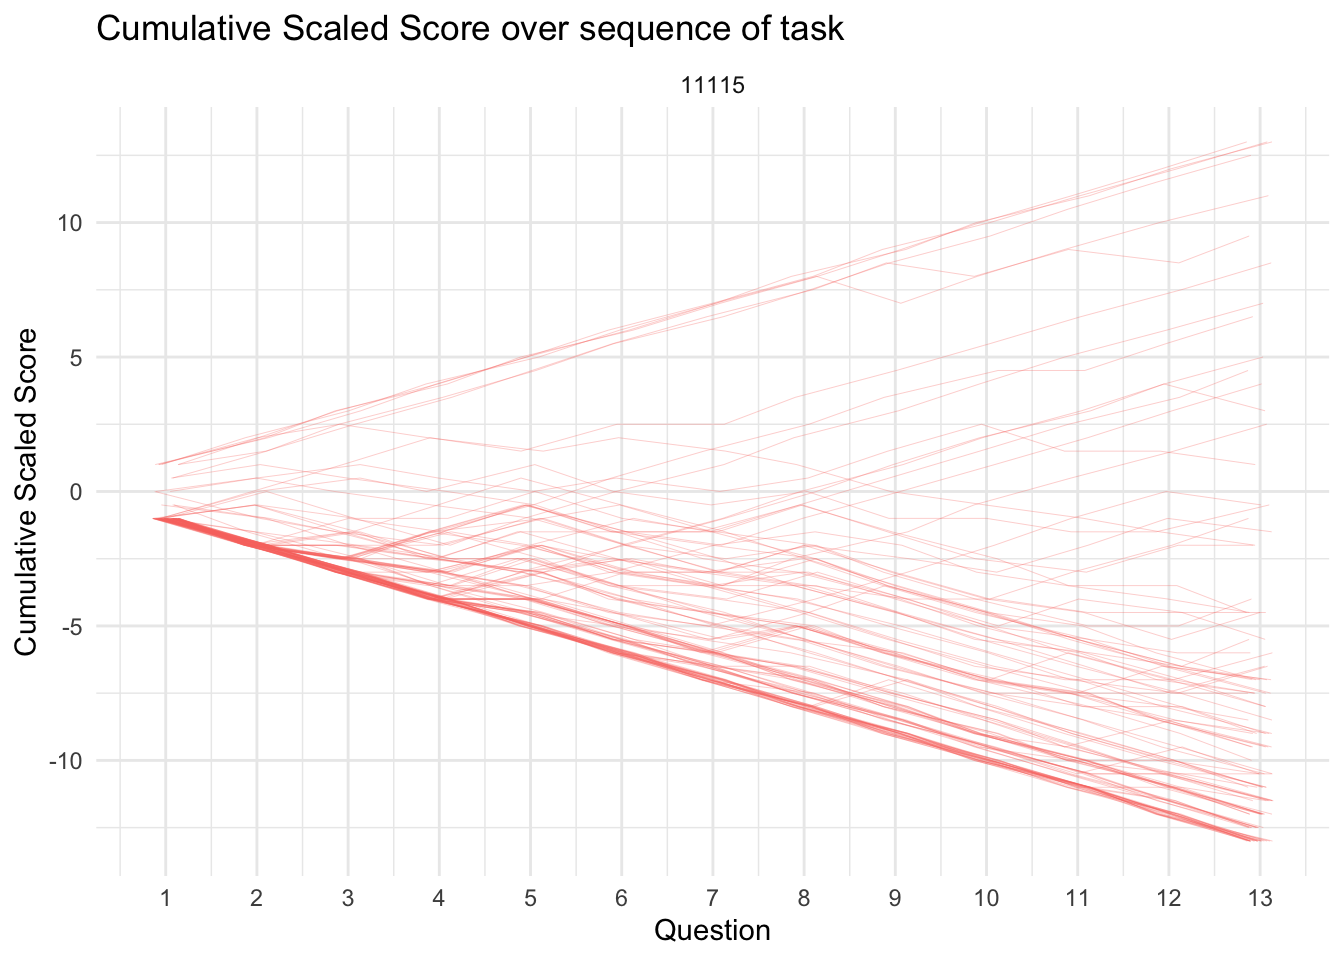 Cumulative Scaled Score over sequence of task
11115
Cumulative Scaled Score
10
5
0
-5
-10
1 2 3 4 5 6 7 8 9 10 11 12 13
Question